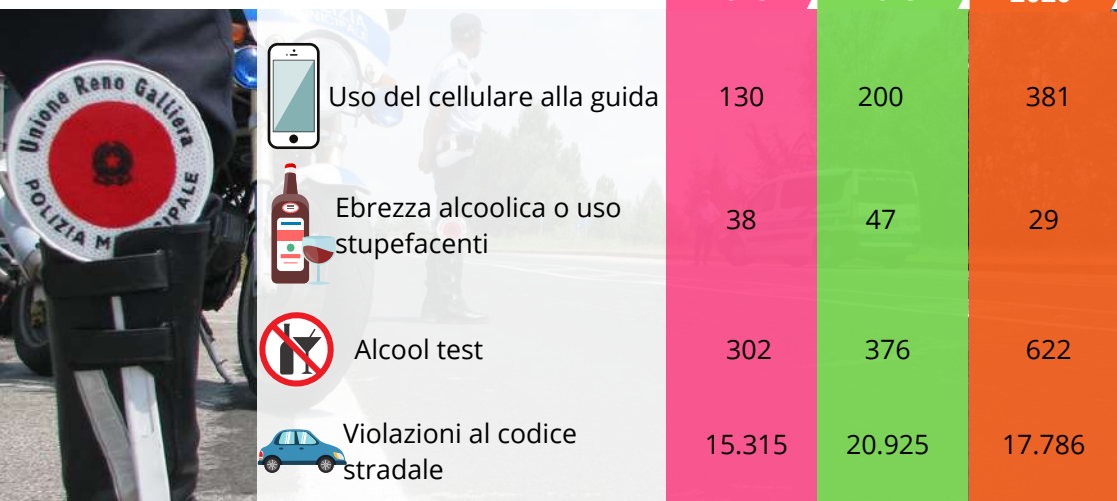 Unione Reno Galliera
POLIZIA M
CIPALE
Uso del cellulare alla guida 130 200 381
Ebrezza alcoolica o uso
stupefacenti 38 47 29
Alcool test 302 376 622
Violazioni al codice
stradale 15.315 20.925 17.786